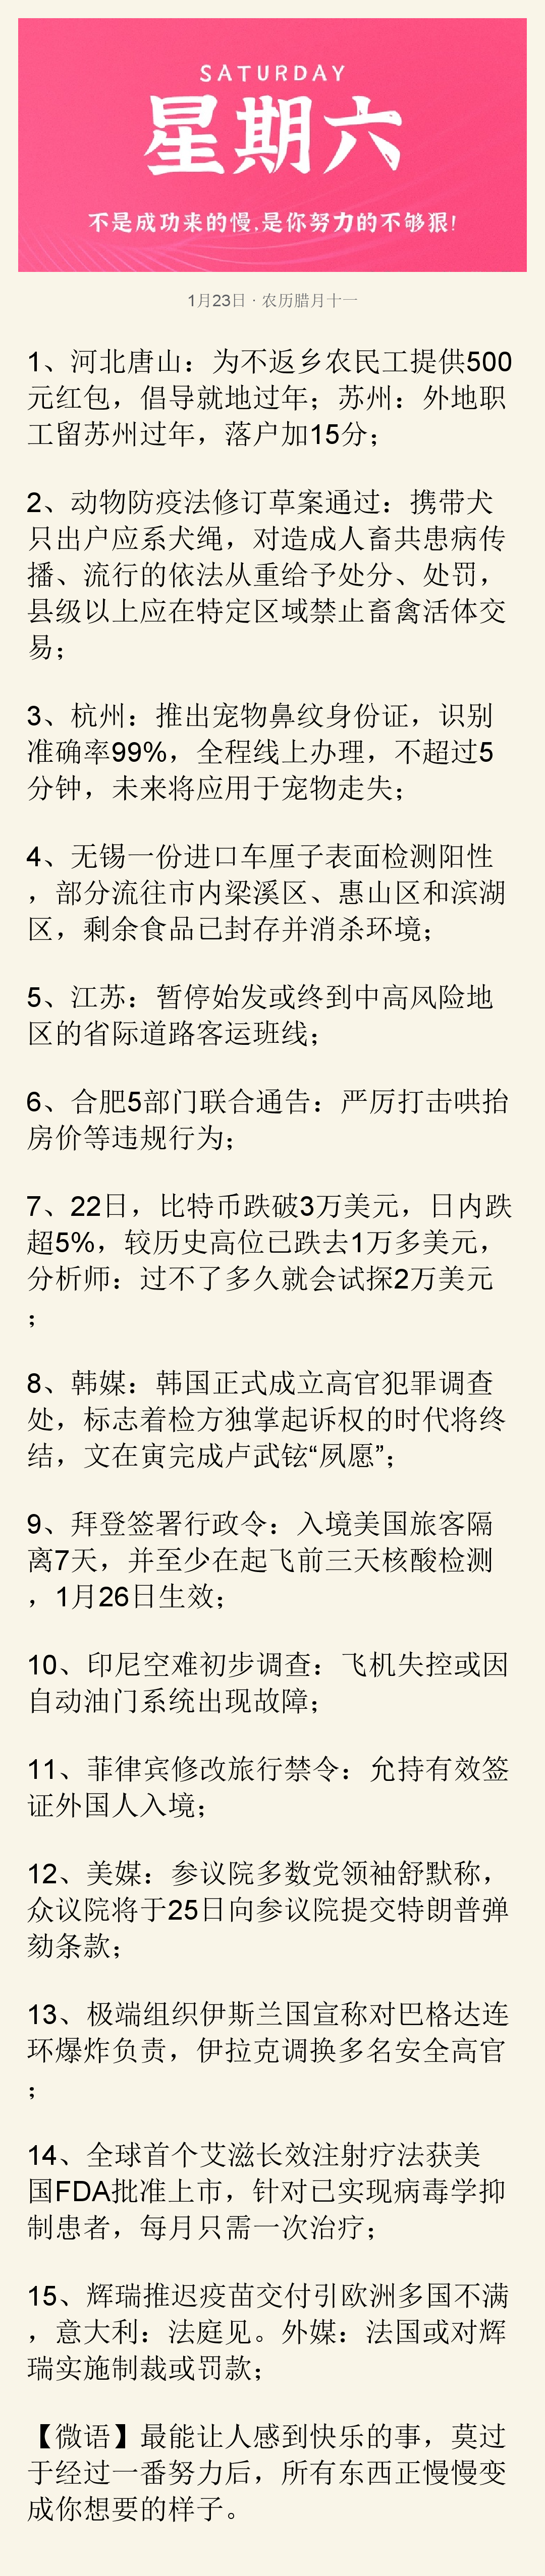 SATURDAY
星期六
不是成功来的慢,是你努力的不够狠!
1月23日 · 农历腊月十一
1、河北唐山：为不返乡农民工提供500
元红包，倡导就地过年；苏州：外地职
工留苏州过年，落户加15分；
2、动物防疫法修订草案通过：携带犬
只出户应系犬绳，对造成人畜共患病传
播、流行的依法从重给予处分、处罚，
县级以上应在特定区域禁止畜禽活体交
易；
3、杭州：推出宠物鼻纹身份证，识别
准确率99%，全程线上办理，不超过5
分钟，未来将应用于宠物走失；
4、无锡一份进口车厘子表面检测阳性
，部分流往市内梁溪区、惠山区和滨湖
区，剩余食品已封存并消杀环境；
5、江苏：暂停始发或终到中高风险地
区的省际道路客运班线；
6、合肥5部门联合通告：严厉打击哄抬
房价等违规行为；
7、22日，比特币跌破3万美元，日内跌
超5%，较历史高位已跌去1万多美元，
分析师：过不了多久就会试探2万美元
；
8、韩媒：韩国正式成立高官犯罪调查
处，标志着检方独掌起诉权的时代将终
结，文在寅完成卢武铉“夙愿”；
9、拜登签署行政令：入境美国旅客隔
离7天，并至少在起飞前三天核酸检测
，1月26日生效；
10、印尼空难初步调查：飞机失控或因
自动油门系统出现故障；
11、菲律宾修改旅行禁令：允持有效签
证外国人入境；
12、美媒：参议院多数党领袖舒默称，
众议院将于25日向参议院提交特朗普弹
劾条款；
13、极端组织伊斯兰国宣称对巴格达连
环爆炸负责，伊拉克调换多名安全高官
；
14、全球首个艾滋长效注射疗法获美
国FDA批准上市，针对已实现病毒学抑
制患者，每月只需一次治疗；
15、辉瑞推迟疫苗交付引欧洲多国不满
，意大利：法庭见。外媒：法国或对辉
瑞实施制裁或罚款；
【微语】最能让人感到快乐的事，莫过
于经过一番努力后，所有东西正慢慢变
成你想要的样子。